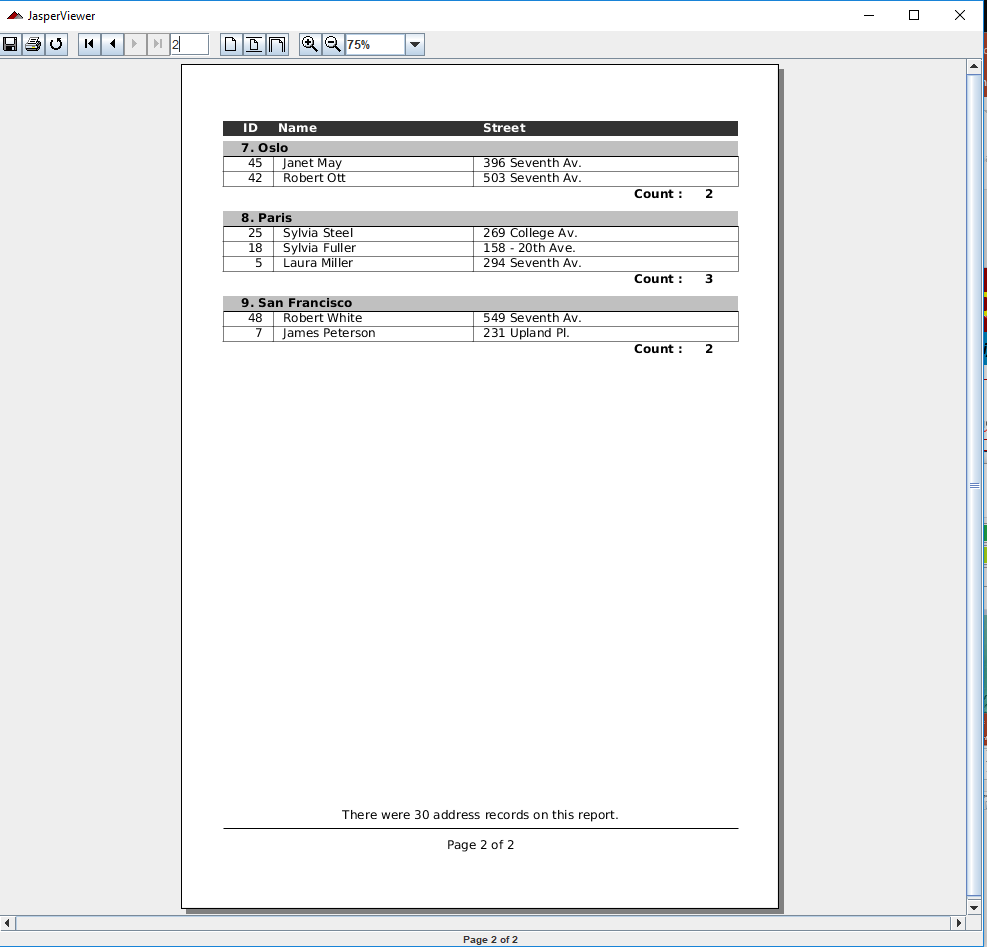 JasperViewer
2
75%
ID Name Street
7. Oslo
45 Janet May 396 Seventh Av.
42 Robert Ott 503 Seventh Av.
Count : 2
8. Paris
25 Sylvia Steel 269 College Av.
18 Sylvia Fuller 158 - 20th Ave.
5 Laura Miller 294 Seventh Av.
Count : 3
9. San Francisco
48 Robert White 549 Seventh Av.
7 James Peterson 231 Upland Pl.
Count : 2
There were 30 address records on this report.
Page 2 of 2
Page 2 of 2